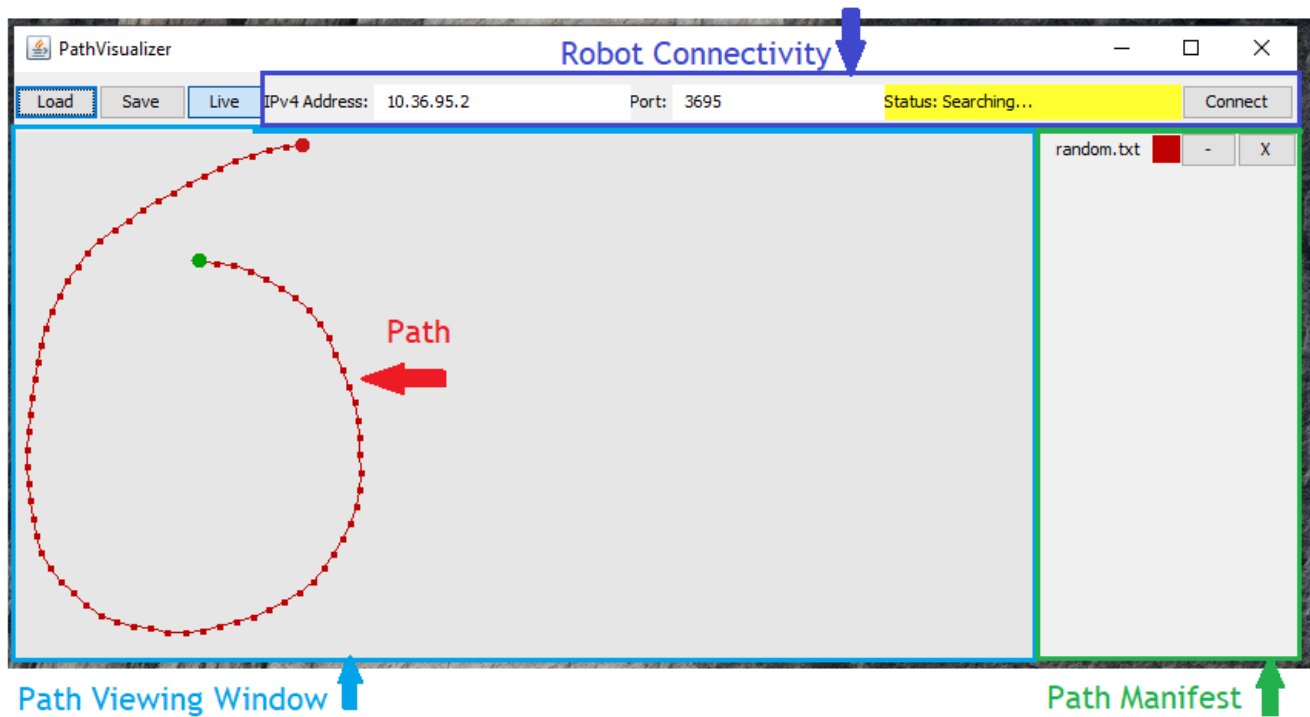 PathVisualizer
Robot Connectivity
Load Save Live IPv4 Address: 10.36.95.2 Port: 3695 Status: Searching... Connect
random.txt - X
Path
Path Viewing Window
Path Manifest